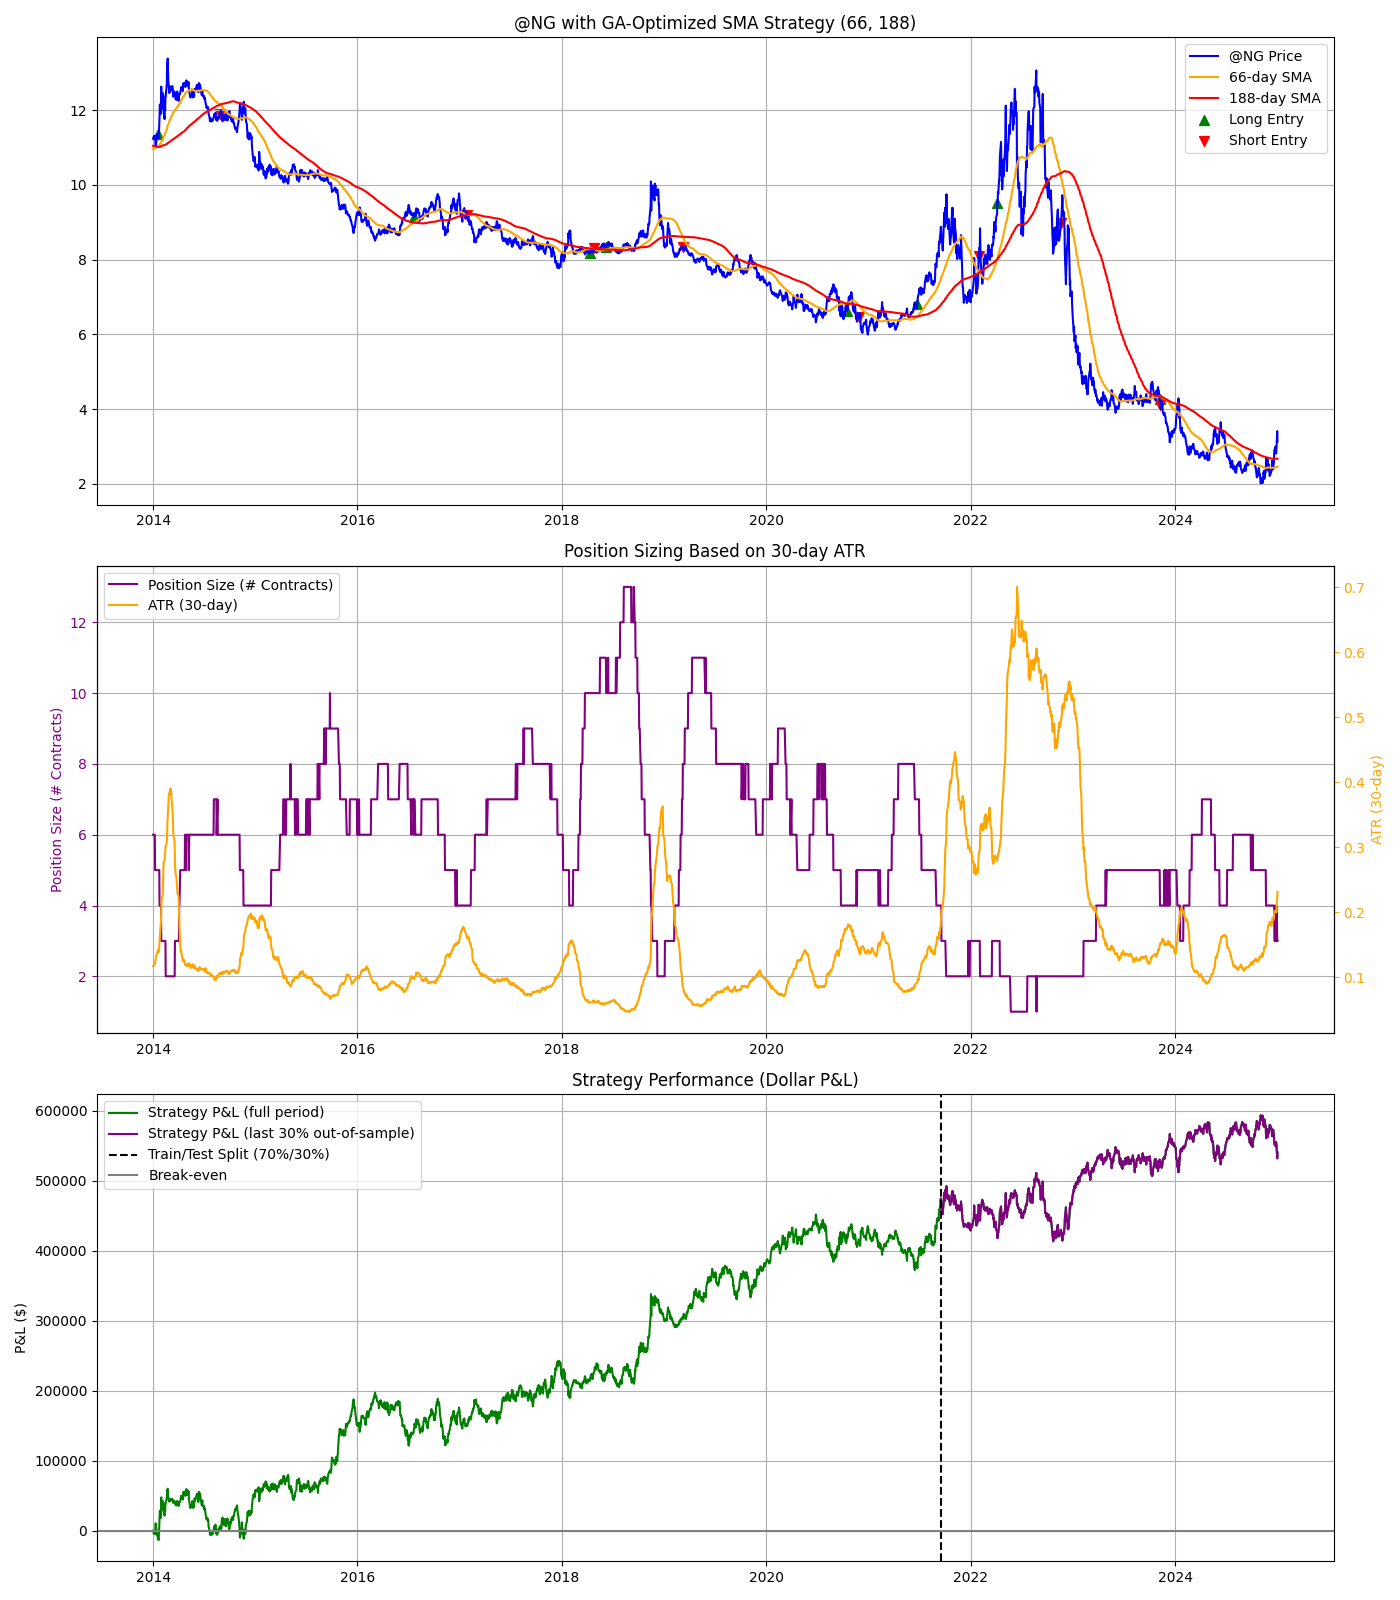 @NG with GA-Optimized SMA Strategy (66, 188)
@NG Price
66-day SMA
188-day SMA
Long Entry
Short Entry
12
10
8
6
4
2
2014 2016 2018 2020 2022 2024
Position Sizing Based on 30-day ATR
Position Size (# Contracts)
ATR (30-day)
Position Size (# Contracts)
12
10
8
6
4
2
0.7
0.6
0.5
0.4
0.3
0.2
0.1
ATR (30-day)
2014 2016 2018 2020 2022 2024
Strategy Performance (Dollar P&L)
Strategy P&L (full period)
Strategy P&L (last 30% out-of-sample)
Train/Test Split (70%/30%)
Break-even
P&L ($)
600000
500000
400000
300000
200000
100000
0
2014 2016 2018 2020 2022 2024